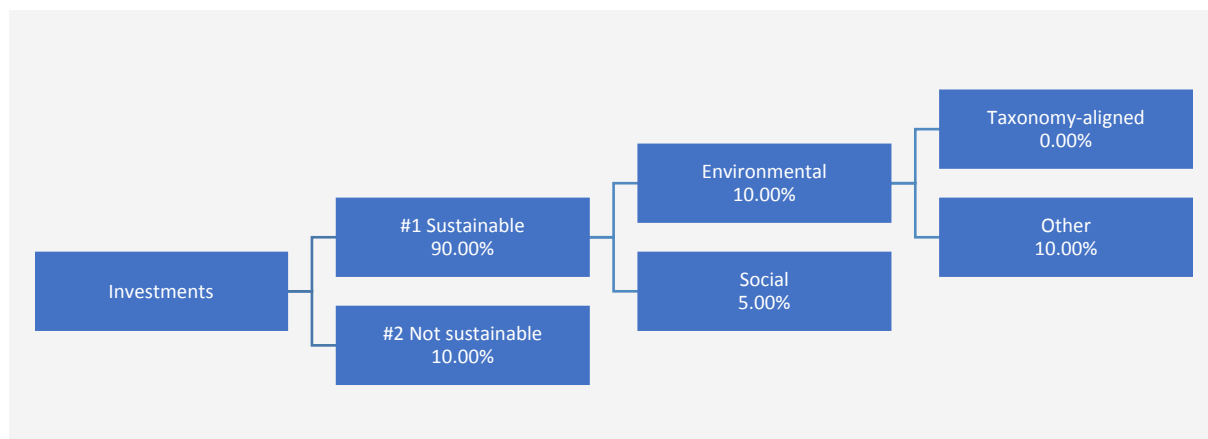 Investments
#1 Sustainable
90.00%
#2 Not sustainable
10.00%
Environmental
10.00%
Social
5.00%
Taxonomy-aligned
0.00%
Other
10.00%